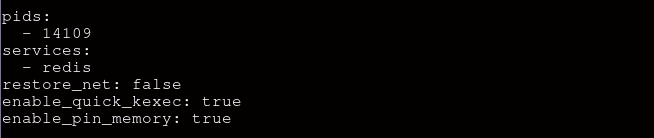 pids:
  - 14109
services:
  - redis
restore_net: false
enable_quick_kexec: true
enable_pin_memory: true